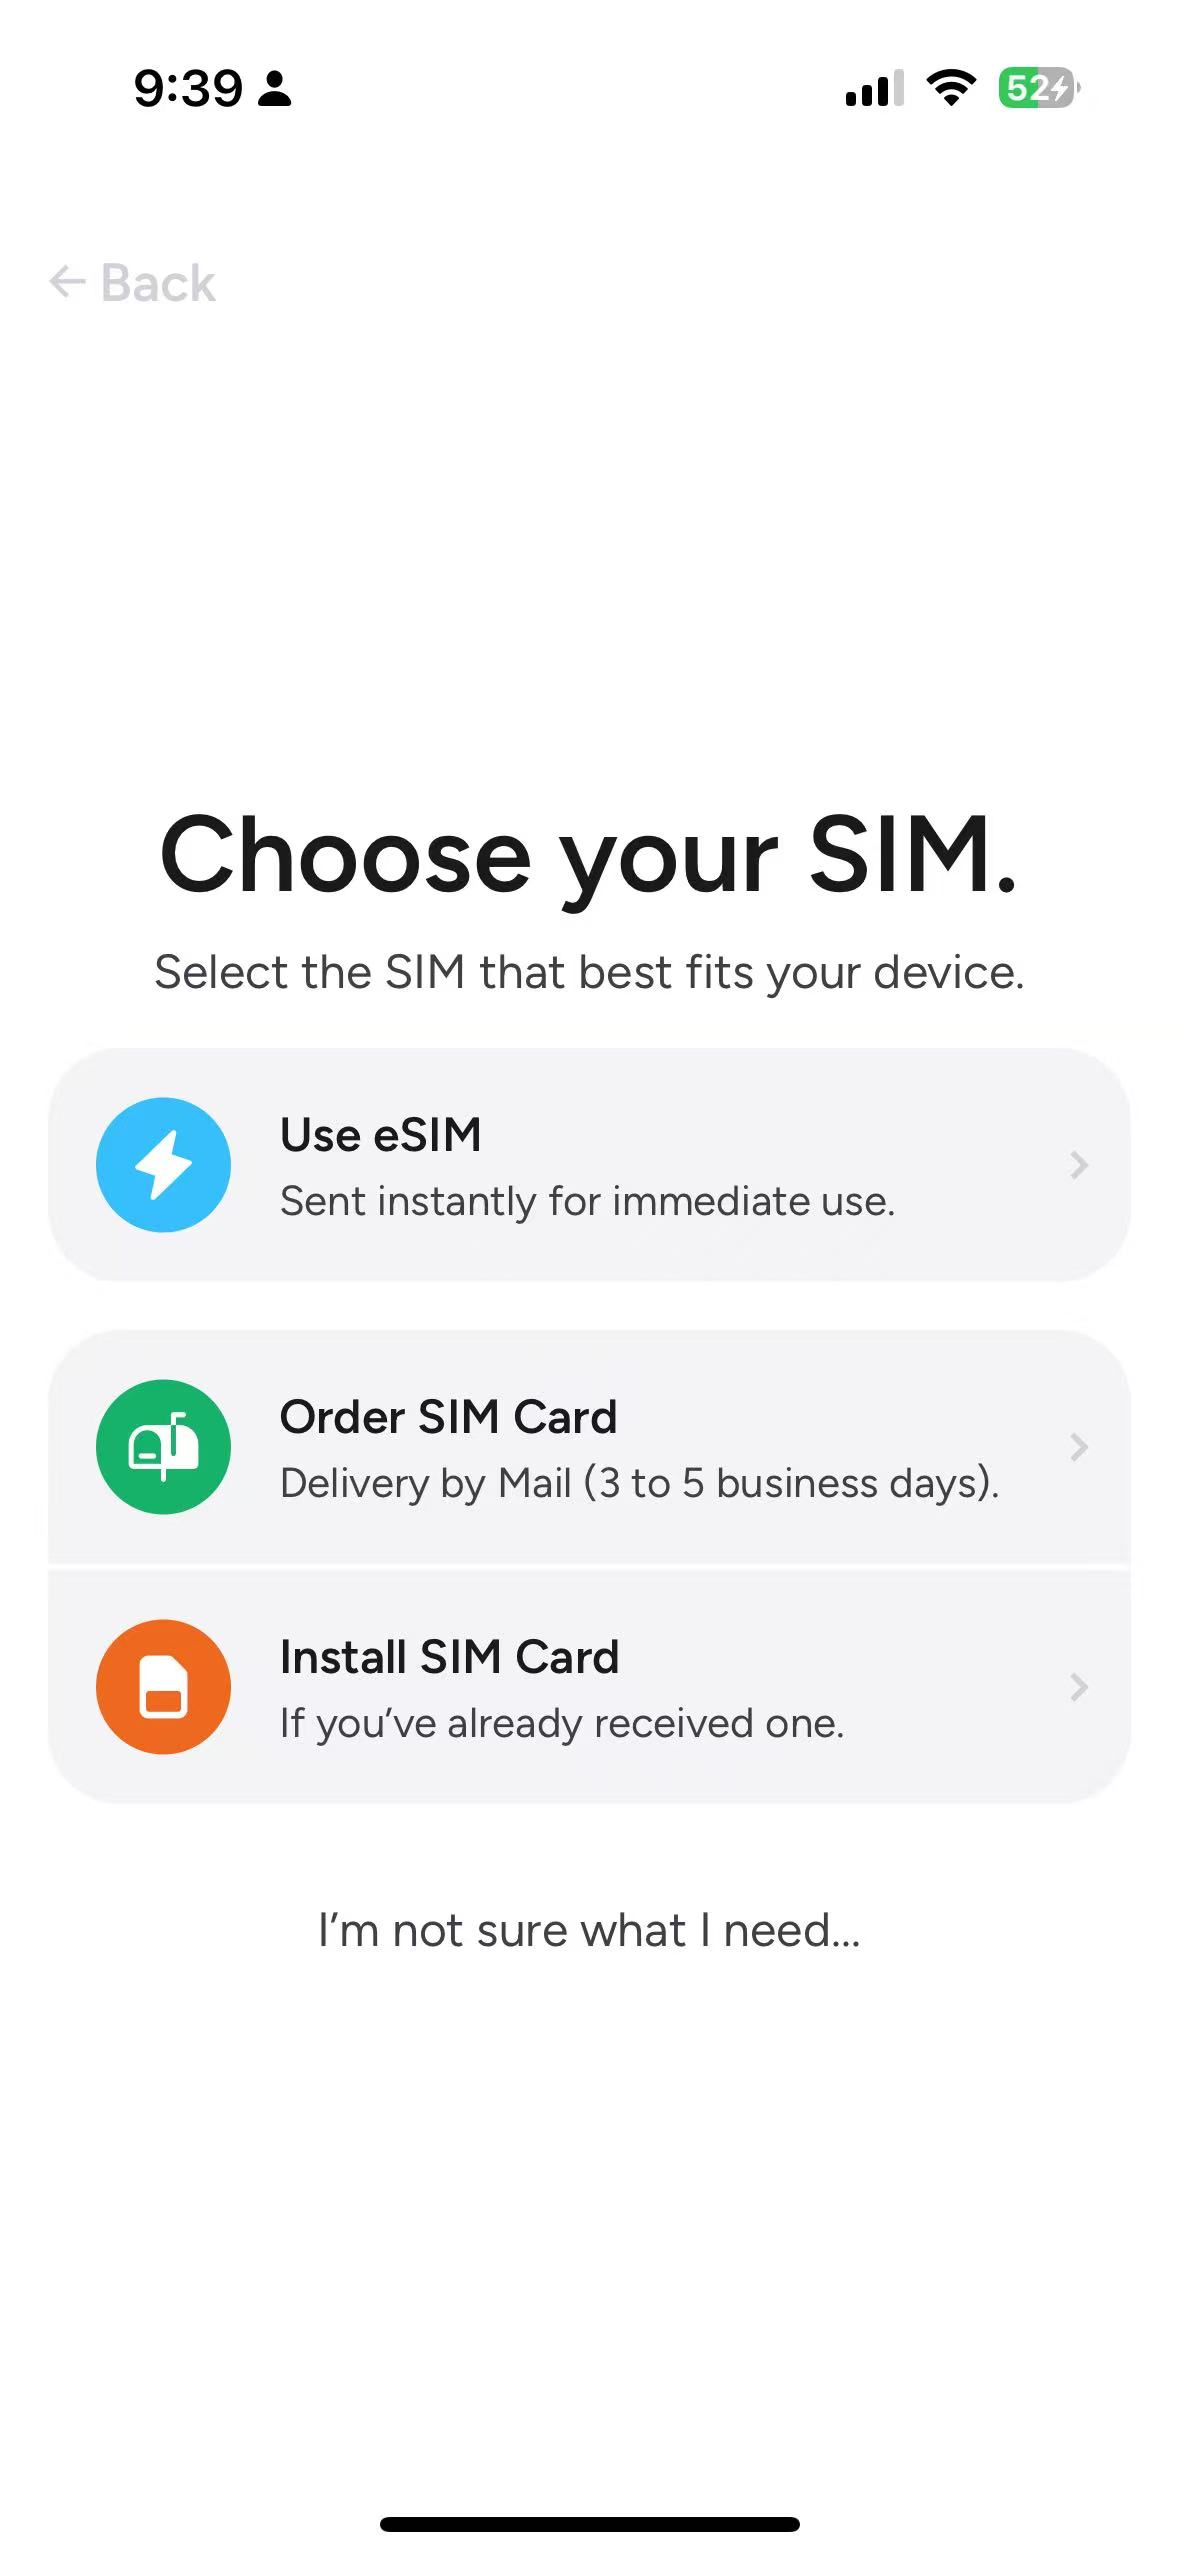 9:39
52
← Back
Choose your SIM.
Select the SIM that best fits your device.
Use eSIM
Sent instantly for immediate use.
Order SIM Card
Delivery by Mail (3 to 5 business days).
Install SIM Card
If you’ve already received one.
I’m not sure what I need...